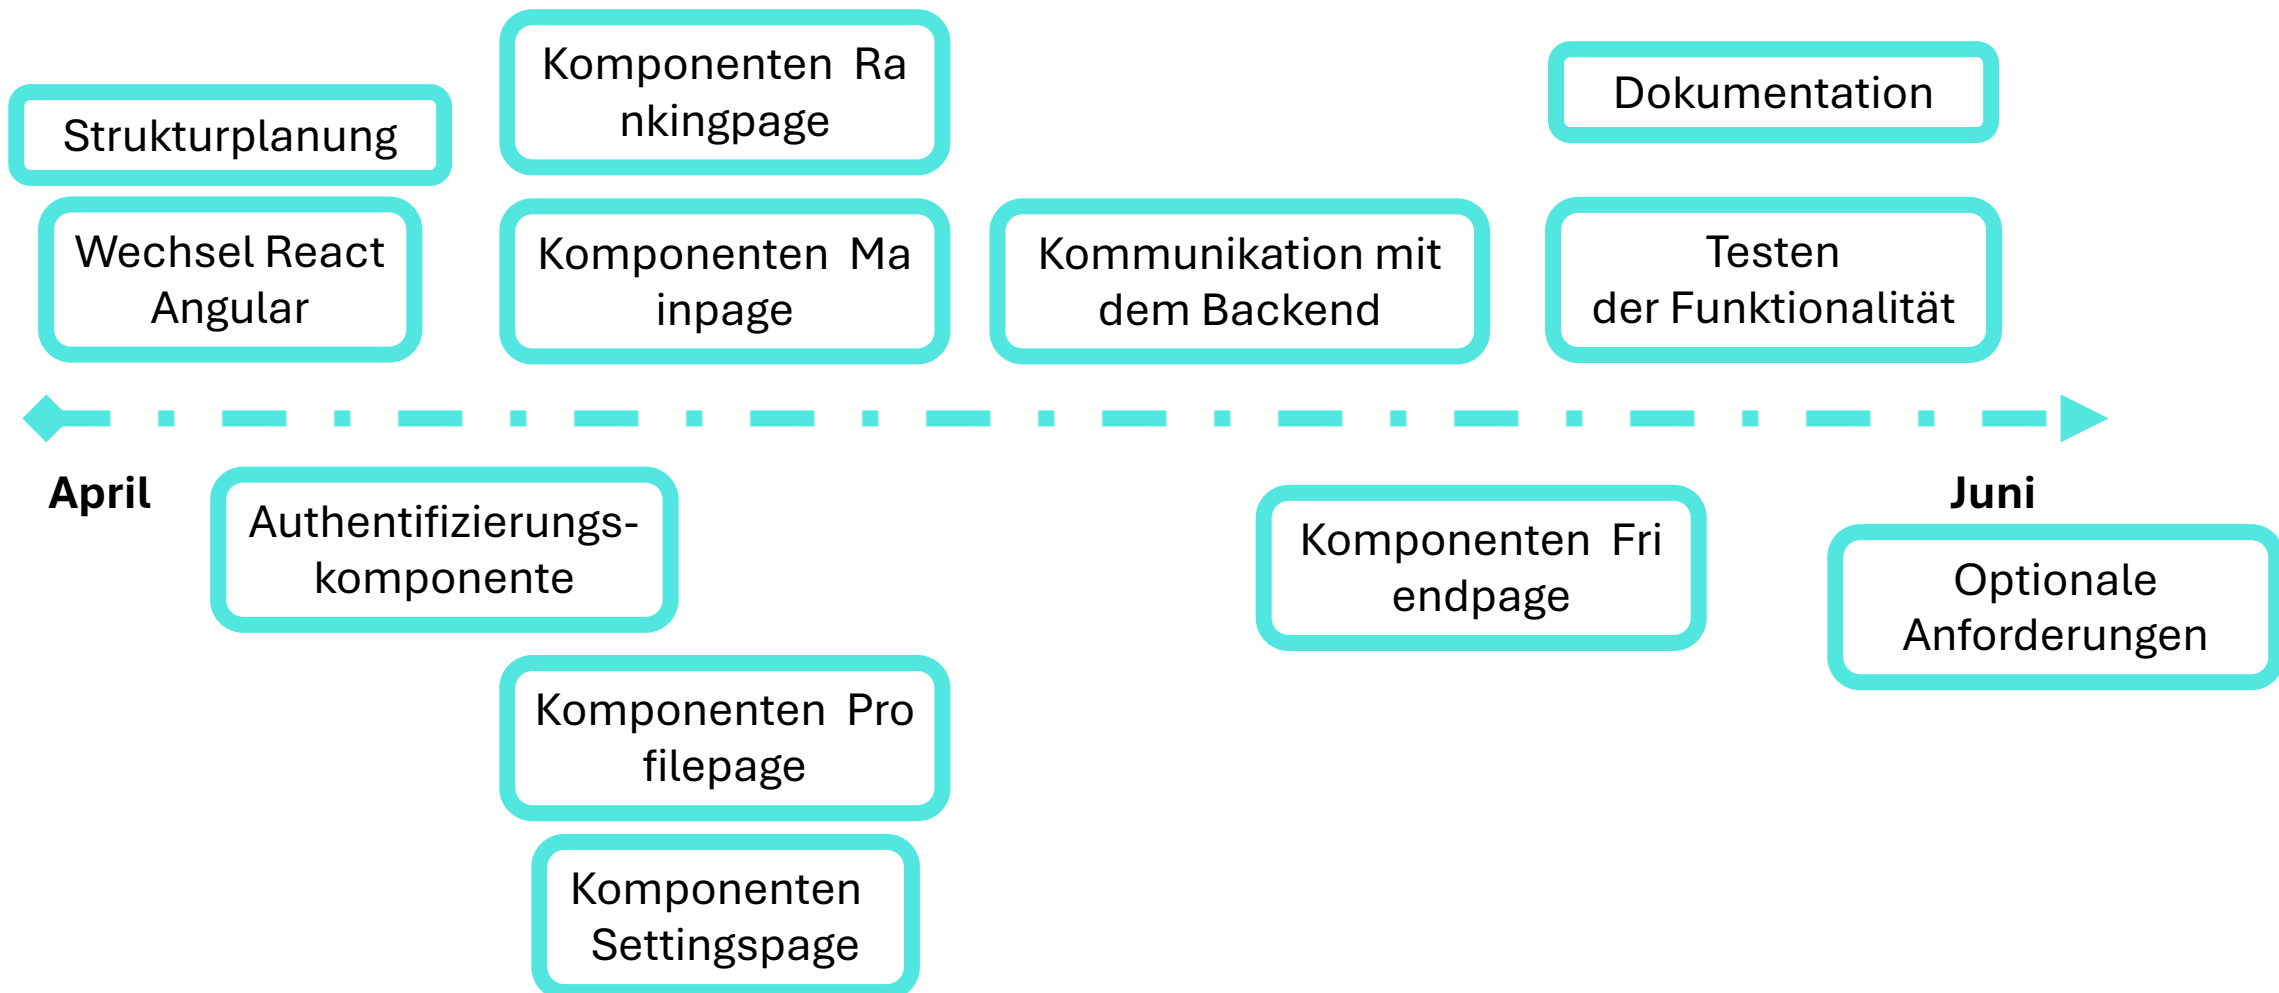 Strukturplanung
Wechsel React
Angular
Komponenten Ra
nkingpage
Komponenten Ma
inpage
Kommunikation mit
dem Backend
Dokumentation
Testen
der Funktionalität
April
Juni
Authentifizierungs-
komponente
Komponenten Pro
filepage
Komponenten
Settingspage
Komponenten Fri
endpage
Optionale
Anforderungen